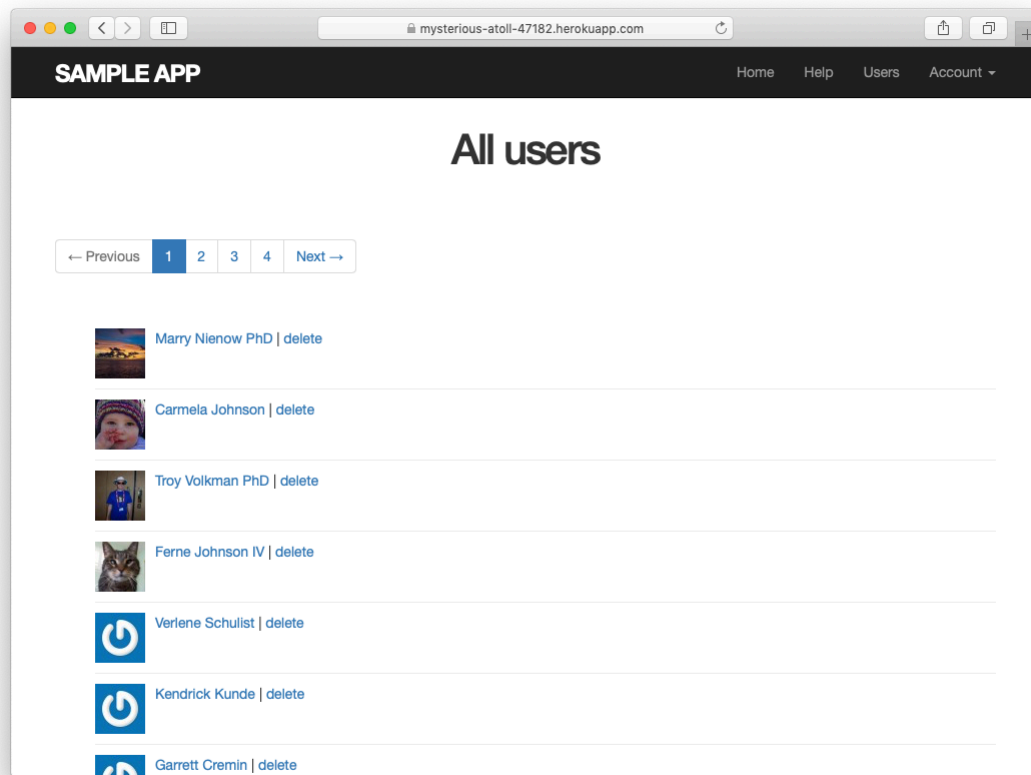 mysterious-atoll-47182.herokuapp.com
SAMPLE APP Home Help Users Account
All users
← Previous 1 2 3 4 Next →
Marry Nienow PhD | delete
Carmela Johnson | delete
Troy Volkman PhD | delete
Ferne Johnson IV | delete
Verlene Schulist | delete
Kendrick Kunde | delete
Garrett Cremin | delete